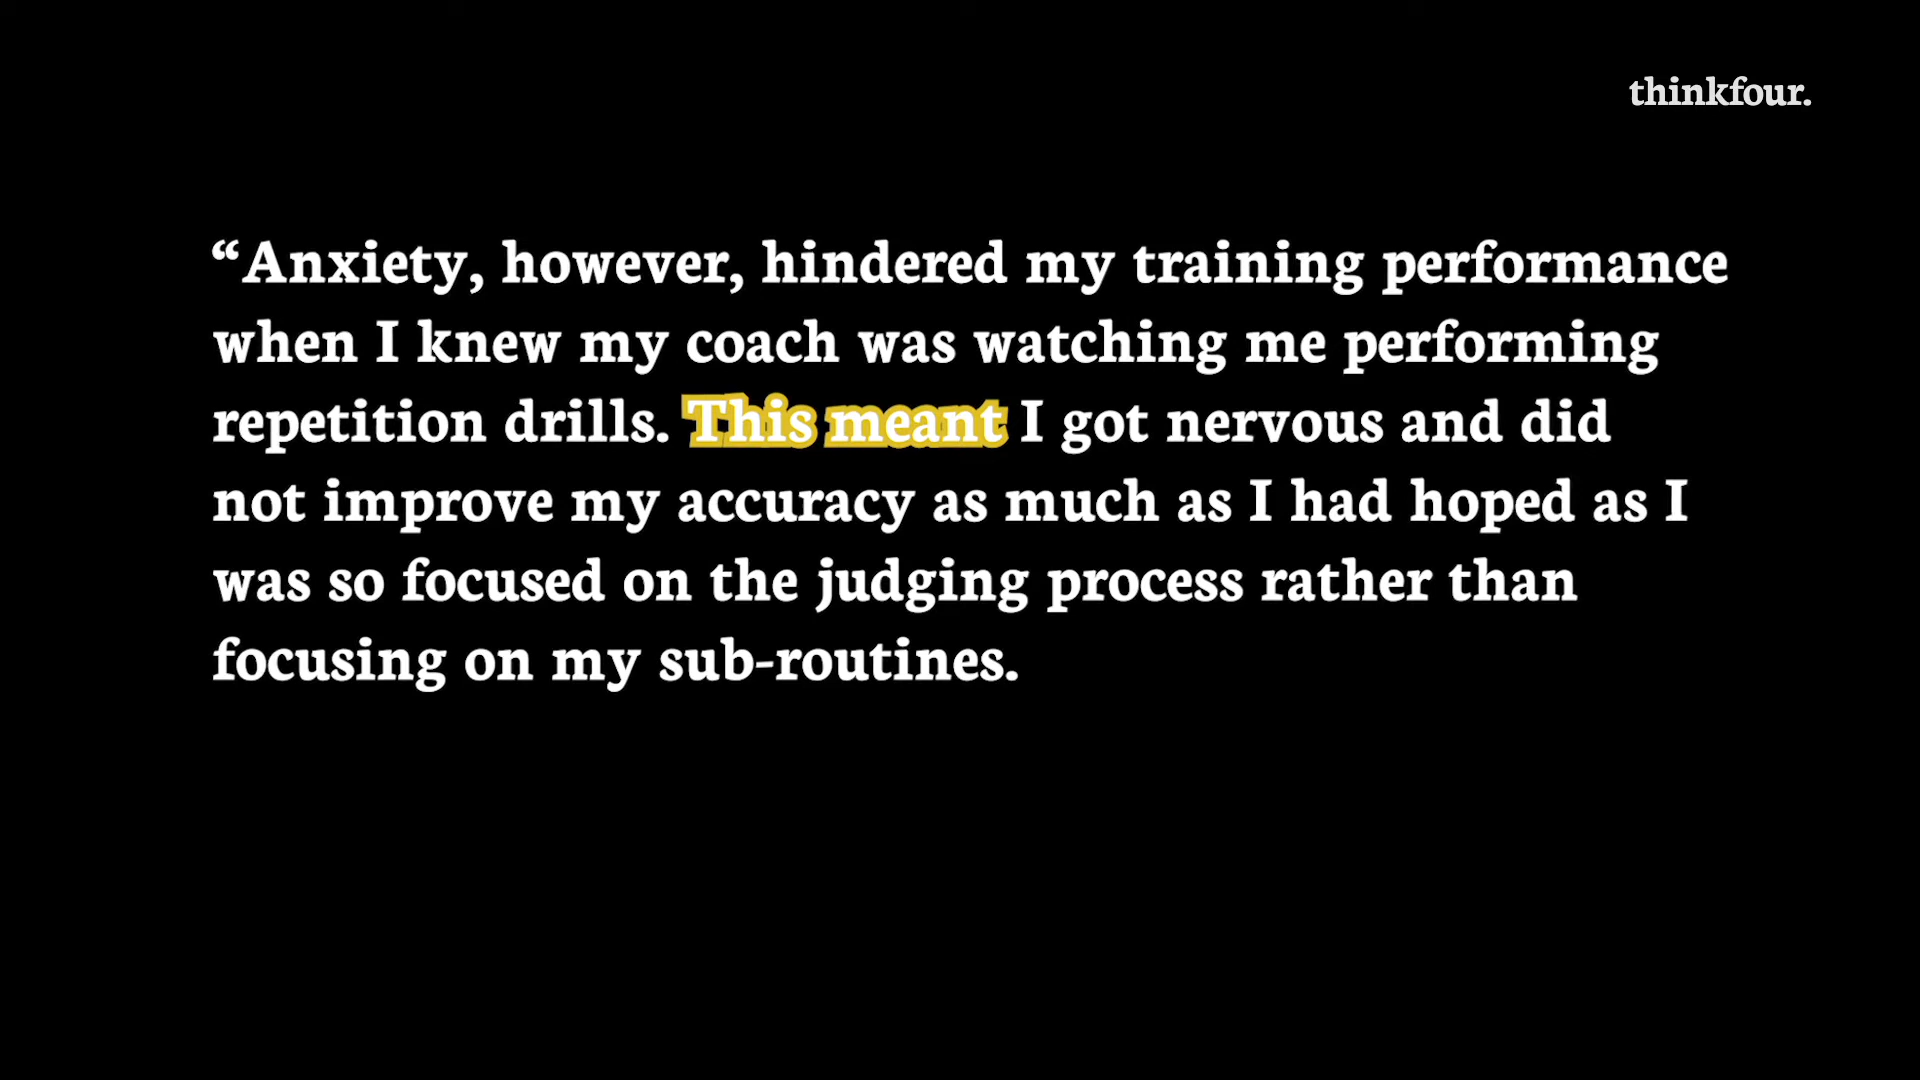 thinkfour.
“Anxiety, however, hindered my training performance
when I knew my coach was watching me performing
repetition drills. This meant I got nervous and did
not improve my accuracy as much as I had hoped as I
was so focused on the judging process rather than
focusing on my sub-routines.